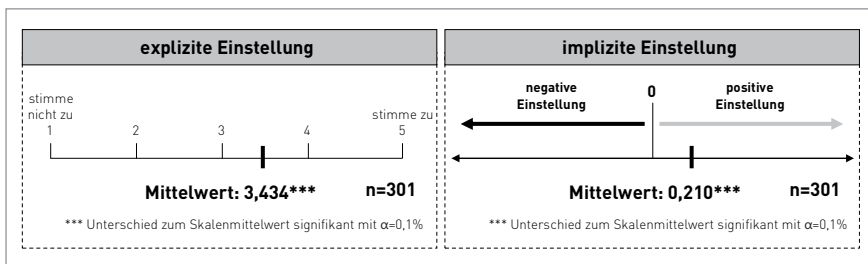 explizite Einstellung
stimme
nicht zu
stimme zu
1 2 3 4 5
Mittelwert: 3,434*** n=301
*** Unterschied zum Skalenmittelwert signifikant mit α=0,1%
implizite Einstellung
negative
Einstellung
0
positive
Einstellung
Mittelwert: 0,210*** n=301
*** Unterschied zum Skalenmittelwert signifikant mit α=0,1%